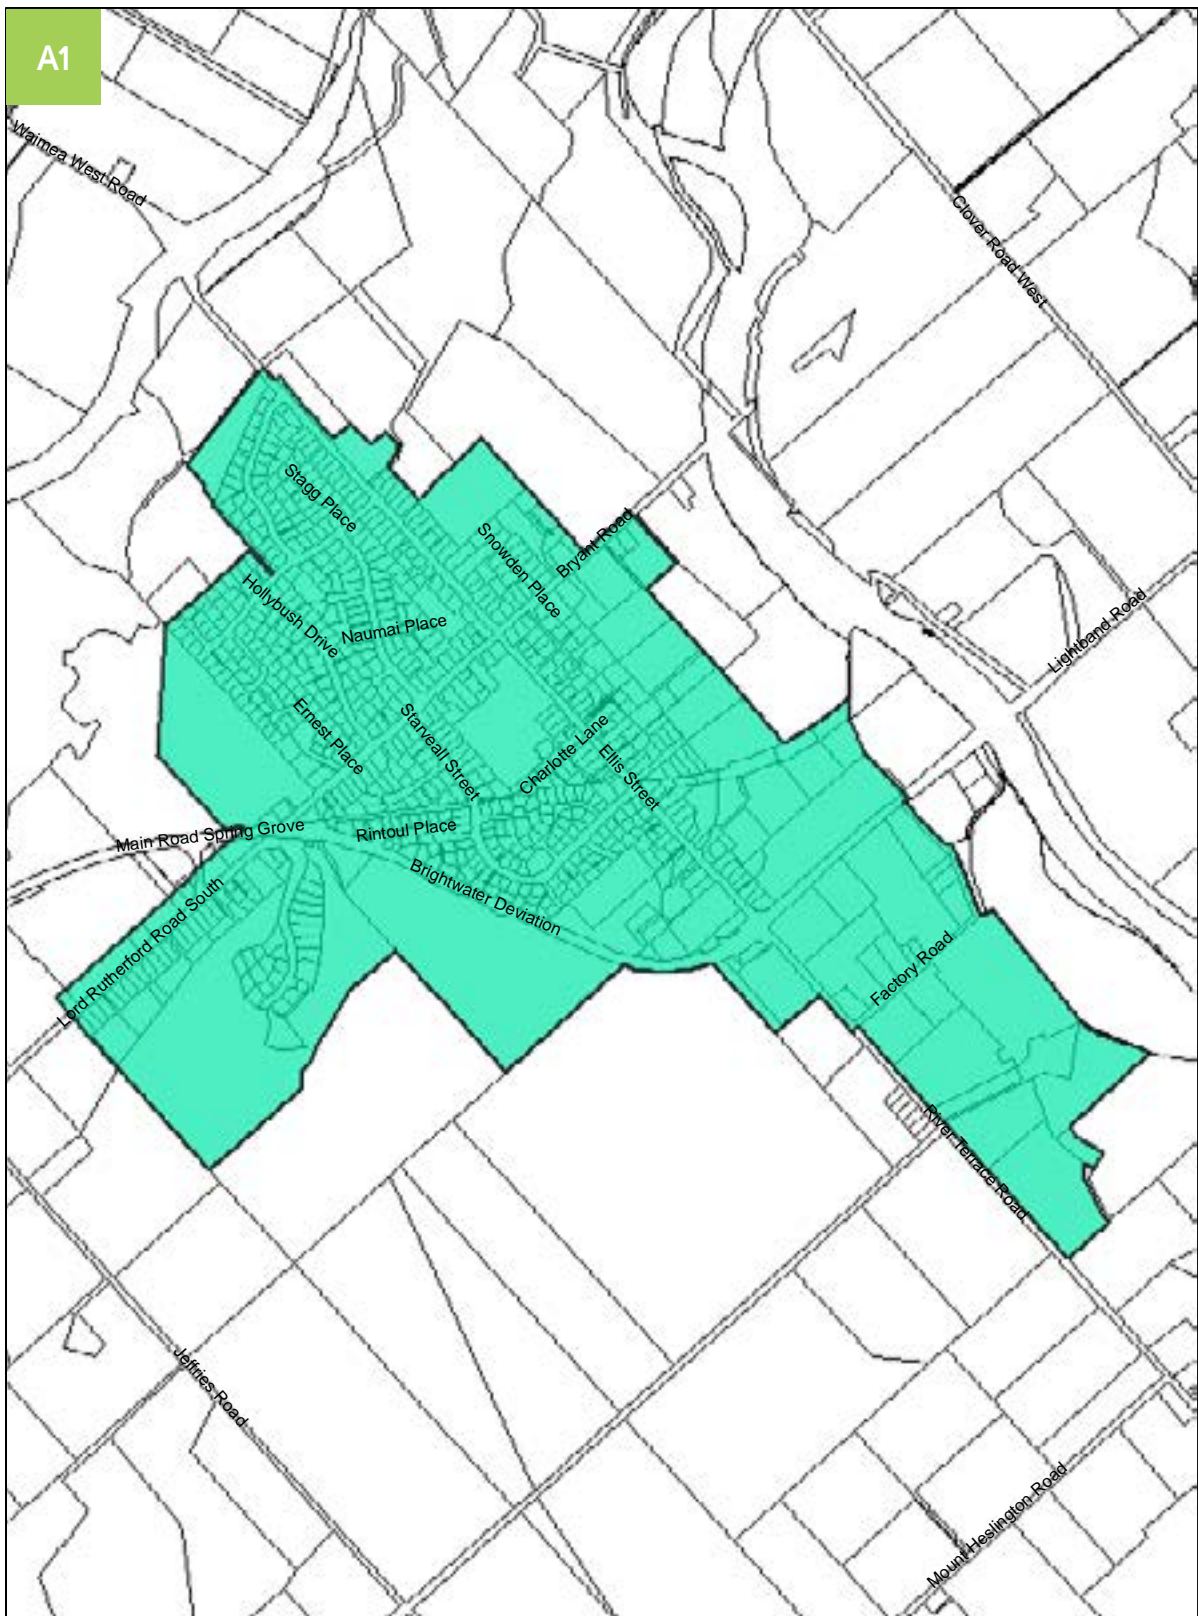 A1
Waimea West Road
Clover Road West
Stagg Place
Snowden Place
Bryant Road
Hollybush Drive
Naumai Place
Lightband Road
Ernest Place
Starveall Street
Charlotte Lane
Ellis Street
Main Road Spring Grove
Rintoul Place
Brightwater Deviation
Lord Rutherford Road South
Factory Road
River Terrace Road
Jeffries Road
Mount Heslington Road